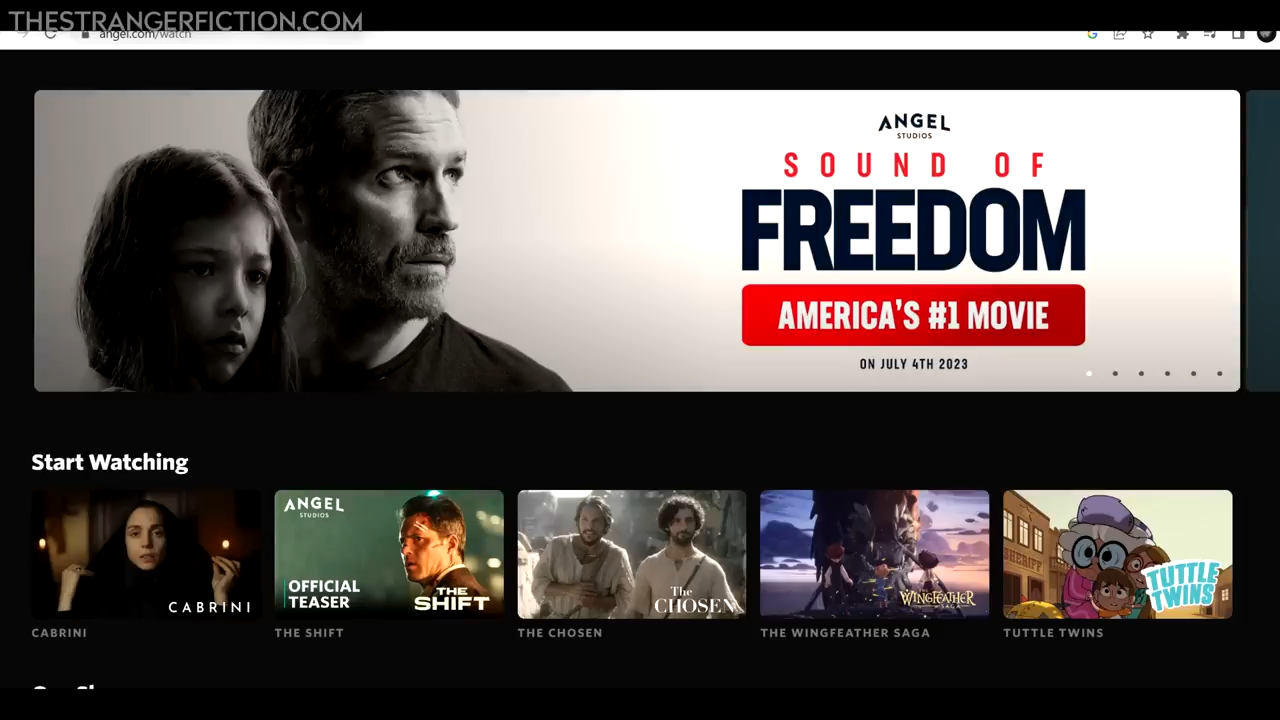 THESTRANGERFICTION.COM
angel.com/watch
ANGEL
STUDIOS
SOUND OF
FREEDOM
AMERICA'S #1 MOVIE
ON JULY 4TH 2023
Start Watching
CABRINI
ANGEL
STUDIOS
OFFICIAL
TEASER
THE
SHIFT
The
CHOSEN
THE
WINGFEATHER
SAGA
SHERIFF
TUTTLE
TWINS
CABRINI
THE SHIFT
THE CHOSEN
THE WINGFEATHER SAGA
TUTTLE TWINS